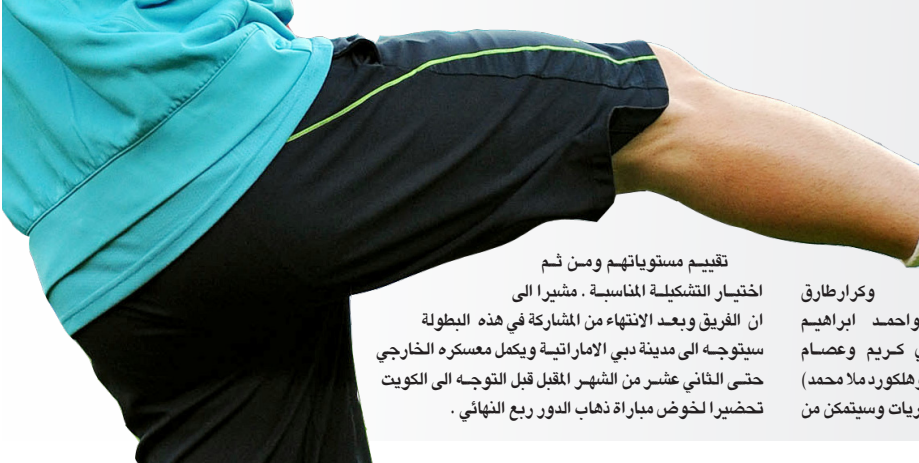 وكرارطارق
واحمد ابراهيم
كريم وعصام
وهلكورد ملا محمد)
وسيتمكن من
تقييم مستوياتهم ومن ثم
اختيار التشكيلة المناسبة . مشيرا الى
ان الفريق وبعد الانتهاء من المشاركة في هذه البطولة
سيتوجه الى مدينة دبي الاماراتية ويكمل معسكره الخارجي
حتى الثاني عشر من الشهر المقبل قبل التوجه الى الكويت
تحضيرا لخوض مباراة ذهاب الدور ربع النهائي .